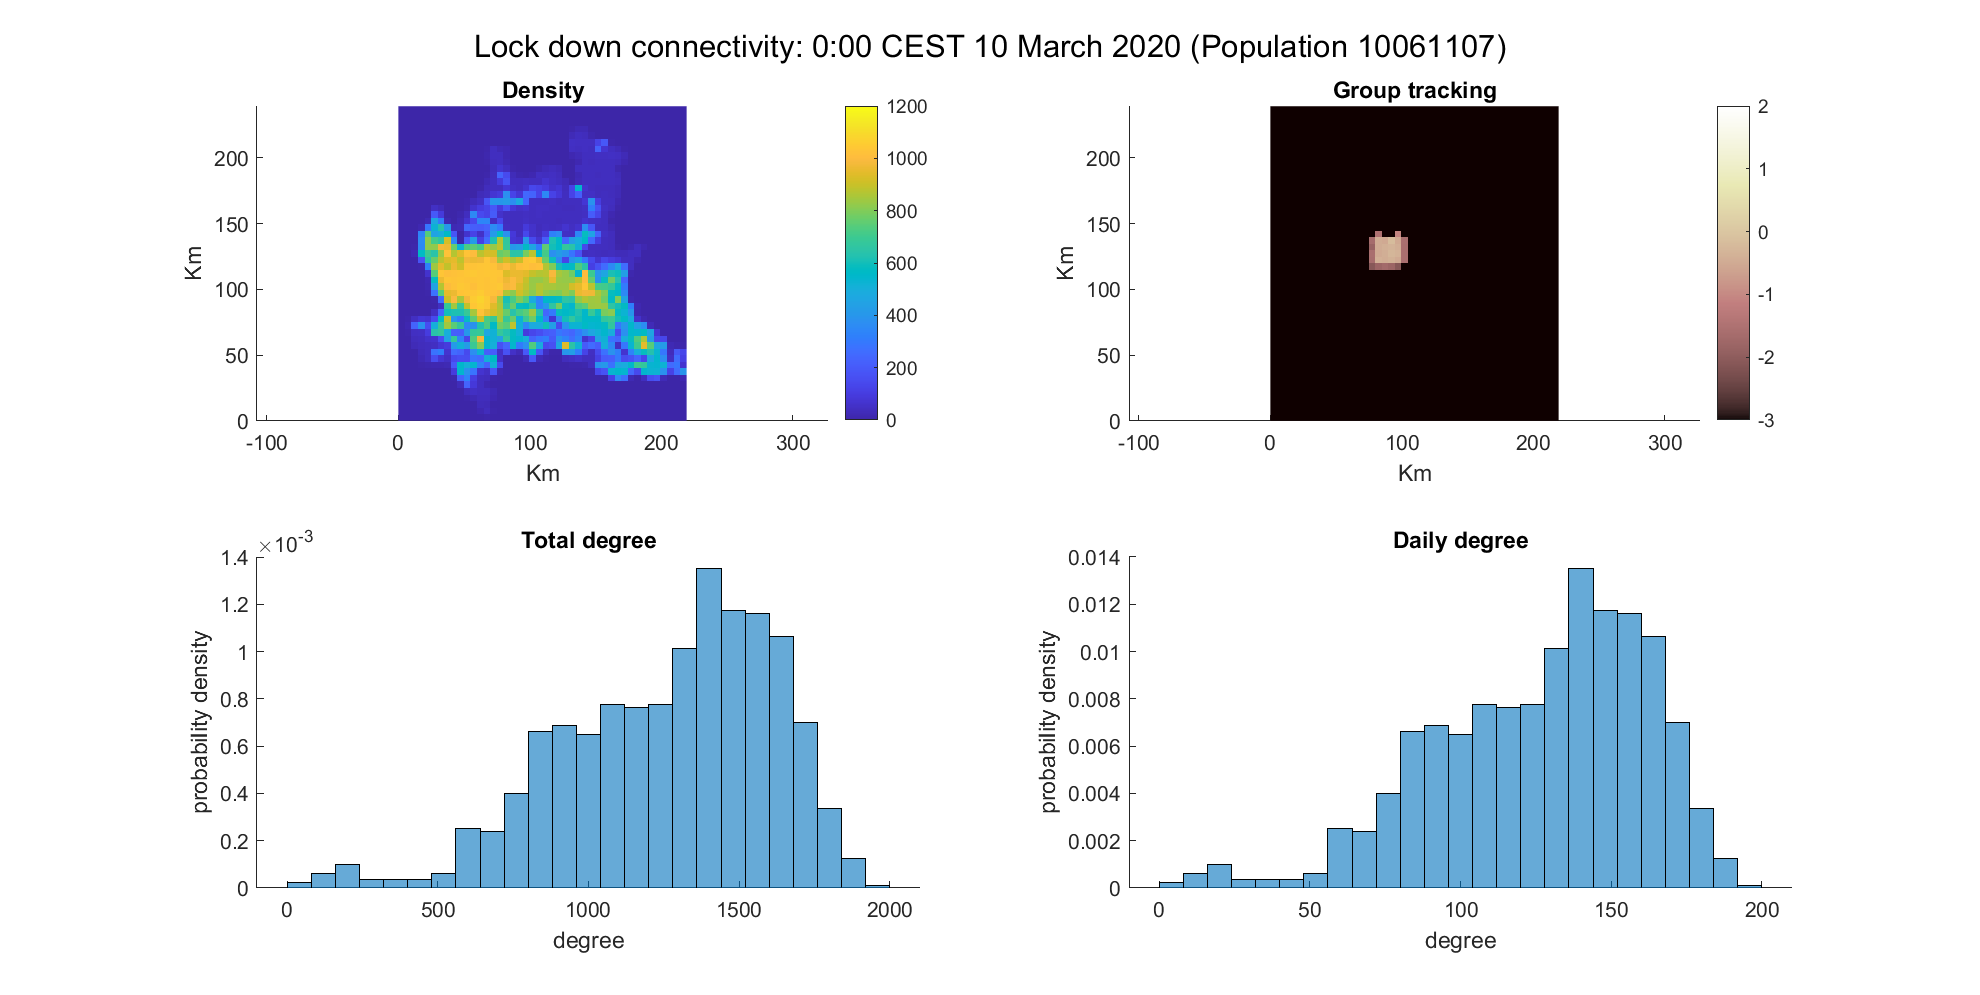 Lock down connectivity: 0:00 CEST 10 March 2020 (Population 10061107)
Density
200
150
100
50
0
Km
-100 0 100 200 300
Km
1200
1000
800
600
400
200
0
Group tracking
200
150
100
50
0
Km
-100 0 100 200 300
Km
2
1
0
-1
-2
-3
Total degree
×10⁻³
1.4
1.2
1
0.8
0.6
0.4
0.2
0
probability density
0 500 1000 1500 2000
degree
Daily degree
0.014
0.012
0.01
0.008
0.006
0.004
0.002
0
probability density
0 50 100 150 200
degree